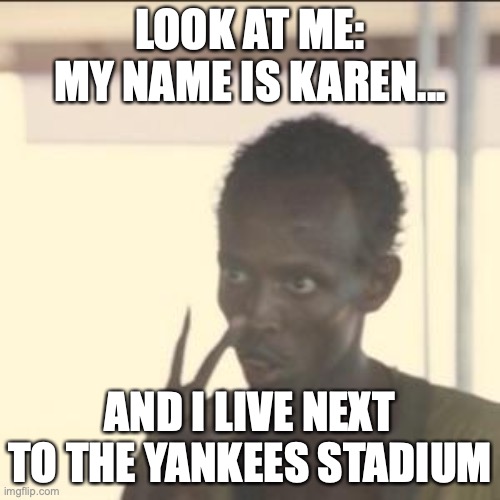 LOOK AT ME:
MY NAME IS KAREN...
AND I LIVE NEXT
TO THE YANKEES STADIUM
imgflip.com